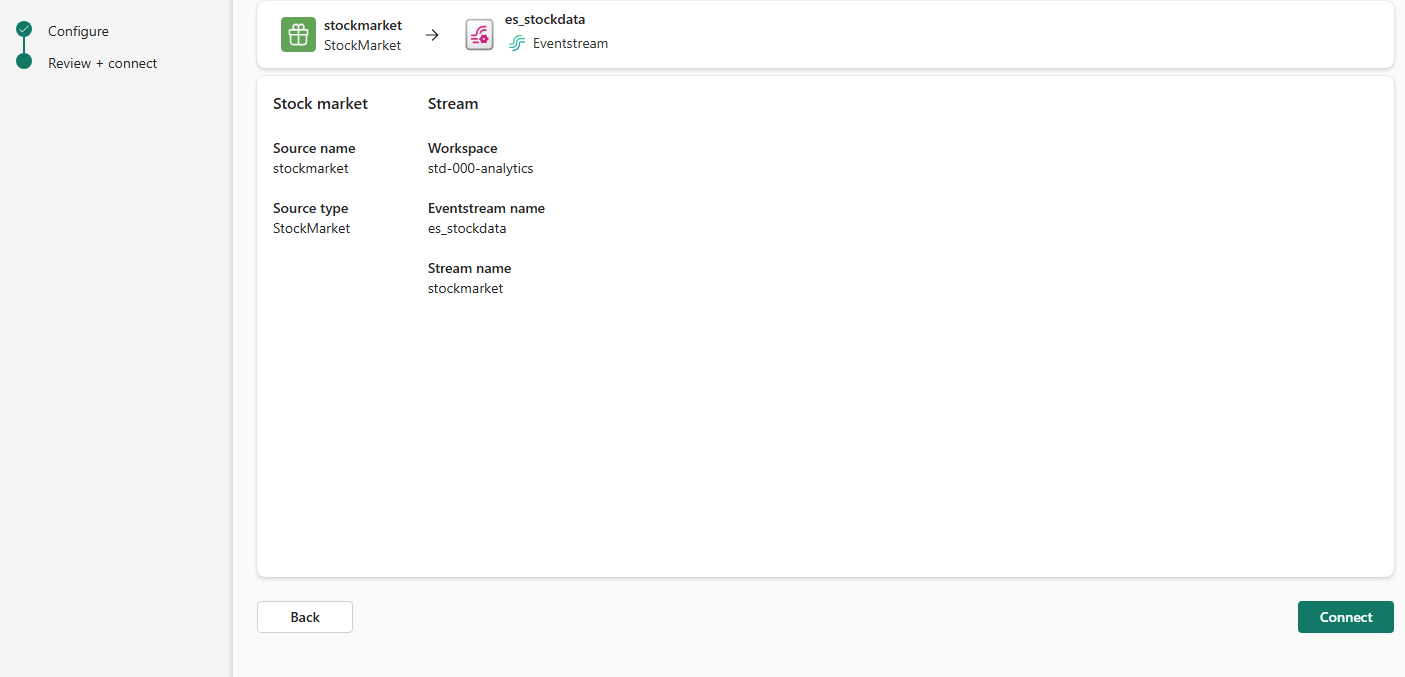 Configure
Review + connect
stockmarket
StockMarket
es_stockdata
Eventstream
Stock market
Source name
stockmarket
Source type
StockMarket
Stream
Workspace
std-000-analytics
Eventstream name
es_stockdata
Stream name
stockmarket
Back
Connect